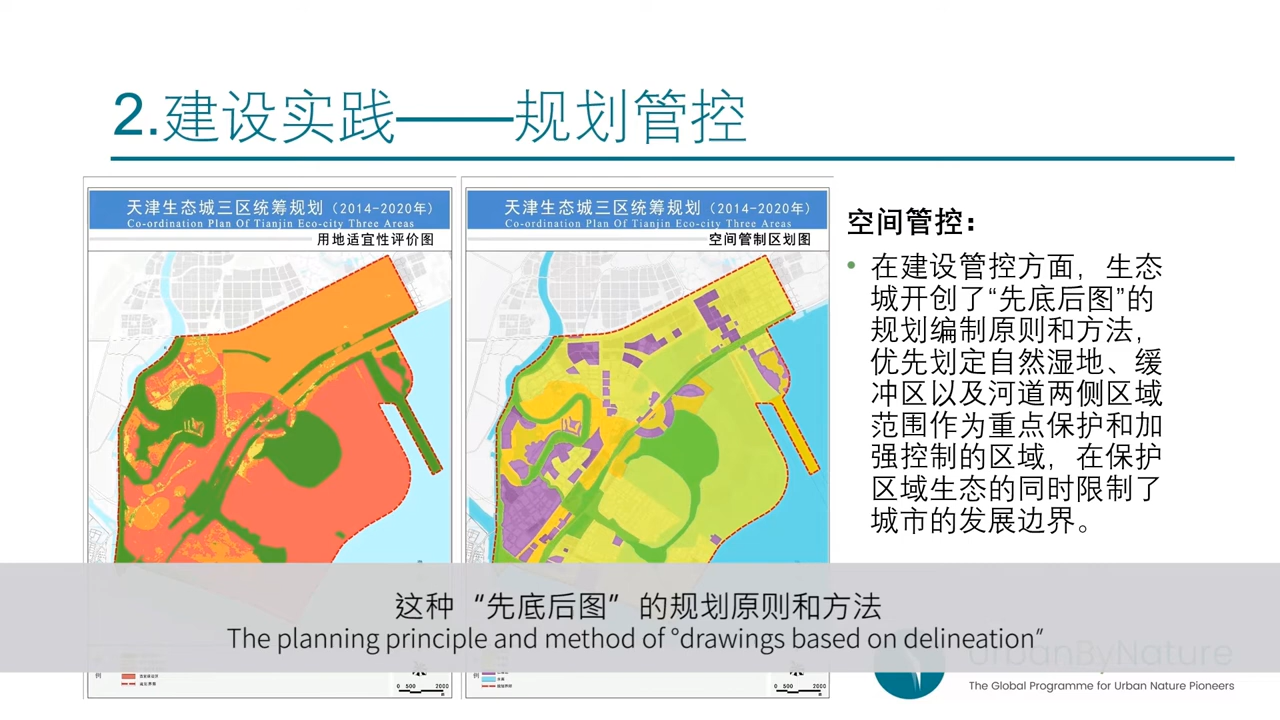 2.建设实践——规划管控
天津生态城三区统筹规划（2014-2020年）
Co-ordination Plan Of Tianjin Eco-city Three Areas
用地适宜性评价图
天津生态城三区统筹规划（2014-2020年）
Co-ordination Plan Of Tianjin Eco-city Three Areas
空间管制区划图
空间管控：
• 在建设管控方面，生态
城开创了“先底后图”的
规划编制原则和方法，
优先划定自然湿地、缓
冲区以及河道两侧区域
范围作为重点保护和加
强控制的区域，在保护
区域生态的同时限制了
城市的发展边界。
这种“先底后图”的规划原则和方法
The planning principle and method of “drawings based on delineation”
UrbanByNature
The Global Programme for Urban Nature Pioneers
0 500 2000
0 500 2000